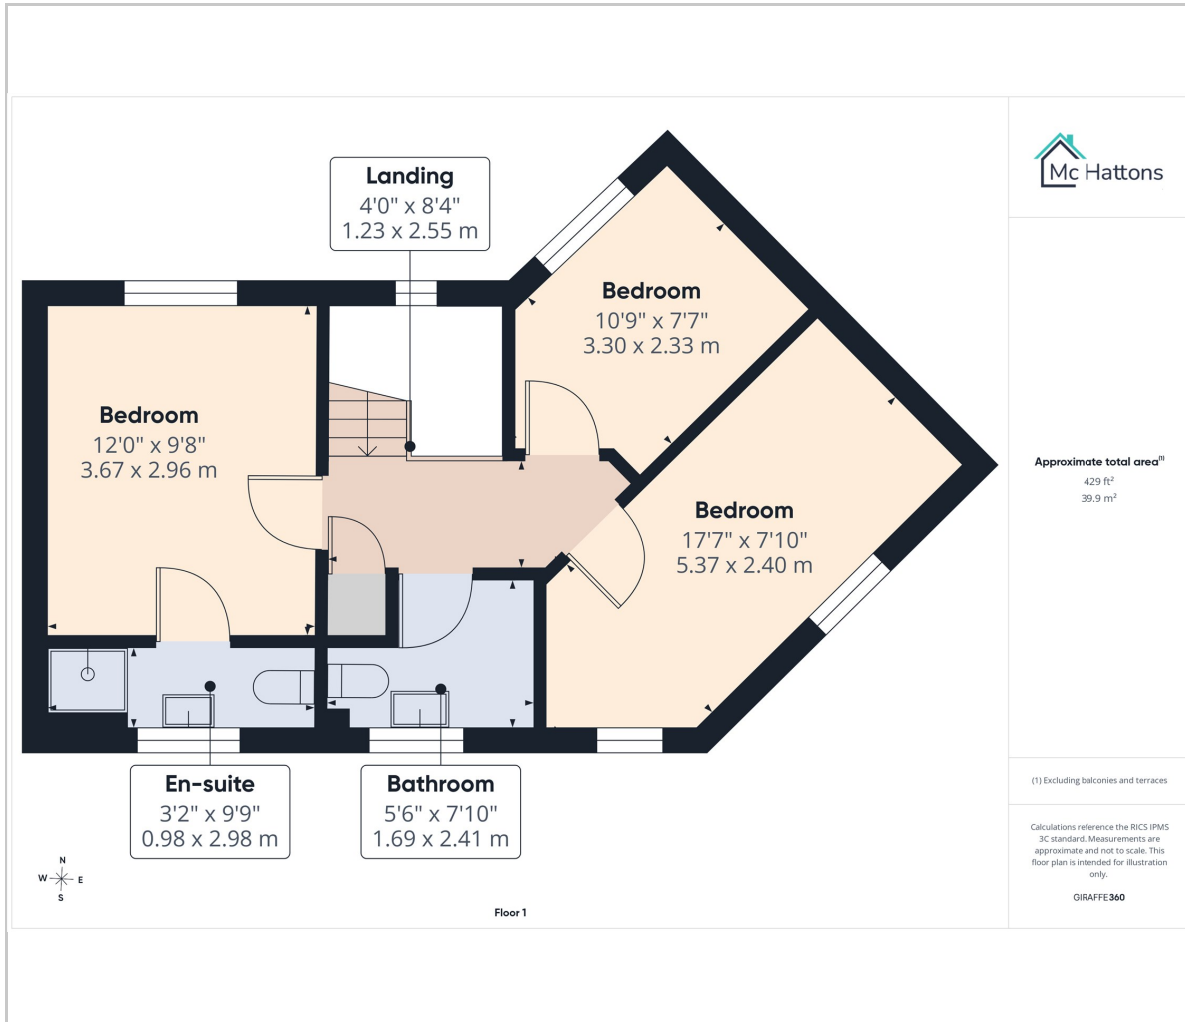 Landing
4'0" x 8'4"
1.23 x 2.55 m
Bedroom
10'9" x 7'7"
3.30 x 2.33 m
Bedroom
12'0" x 9'8"
3.67 x 2.96 m
Bedroom
17'7" x 7'10"
5.37 x 2.40 m
En-suite
3'2" x 9'9"
0.98 x 2.98 m
Bathroom
5'6" x 7'10"
1.69 x 2.41 m
N
W E
S
Floor 1
Mc Hattons
Approximate total area(1)
429 ft²
39.9 m²
(1) Excluding balconies and terraces
Calculations reference the RICS IPMS
3C standard. Measurements are
approximate and not to scale. This
floor plan is intended for illustration
only.
GIRAFFE360